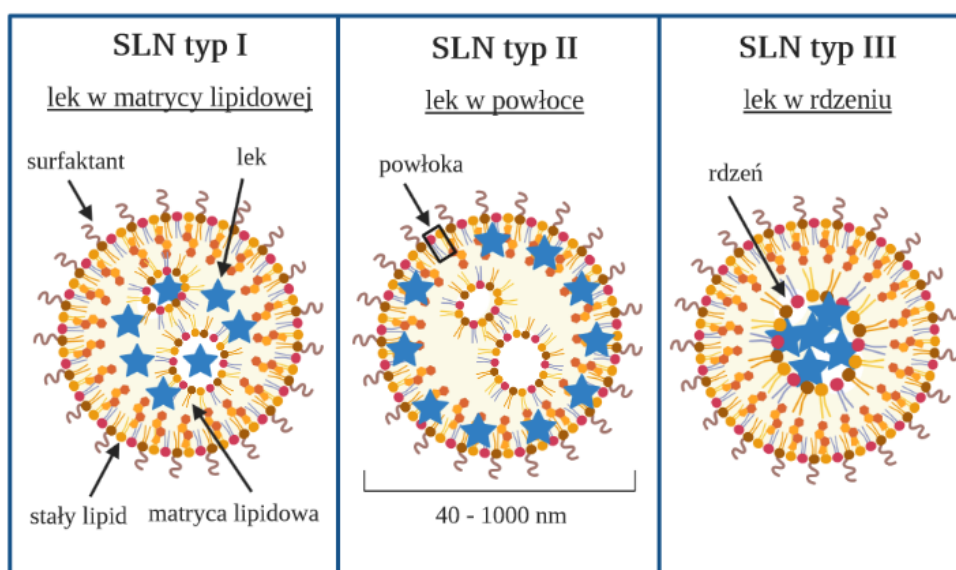 SLN typ I
lek w matrycy lipidowej
surfaktant
lek
stały lipid
matryca lipidowa
SLN typ II
lek w powłoce
powłoka
40 - 1000 nm
SLN typ III
lek w rdzeniu
rdzeń